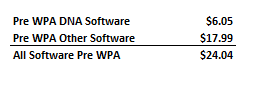 Pre WPA DNA Software $6.05
Pre WPA Other Software $17.99
All Software Pre WPA $24.04